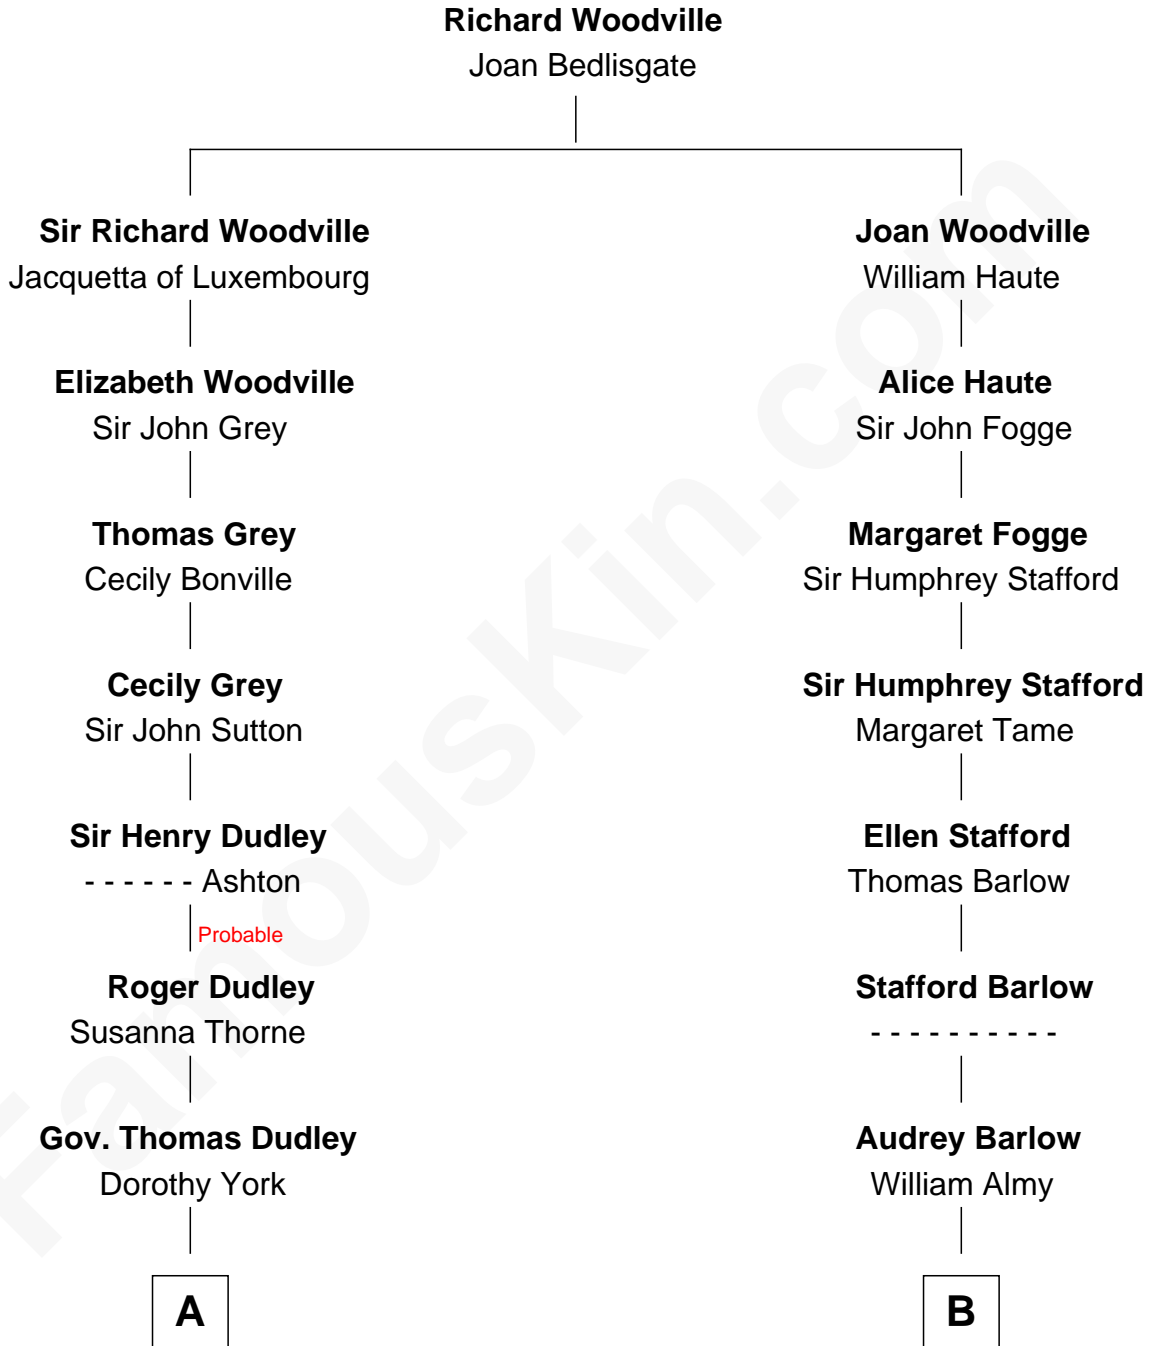 Richard Woodville
Joan Bedlisgate
Sir Richard Woodville
Jacquetta of Luxembourg
Joan Woodville
William Haute
Elizabeth Woodville
Sir John Grey
Alice Haute
Sir John Fogge
Thomas Grey
Cecily Bonville
Margaret Fogge
Sir Humphrey Stafford
Cecily Grey
Sir John Sutton
Sir Humphrey Stafford
Margaret Tame
Sir Henry Dudley
- - - - - - Ashton
Ellen Stafford
Thomas Barlow
Probable
Roger Dudley
Susanna Thorne
Stafford Barlow
- - - - - - - - - -
Gov. Thomas Dudley
Dorothy York
Audrey Barlow
William Almy
A
B
FamousKin.com